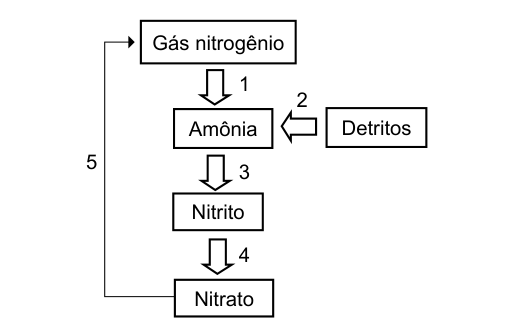 Gás nitrogênio
1
2
Amônia
Detritos
5
3
Nitrito
4
Nitrato